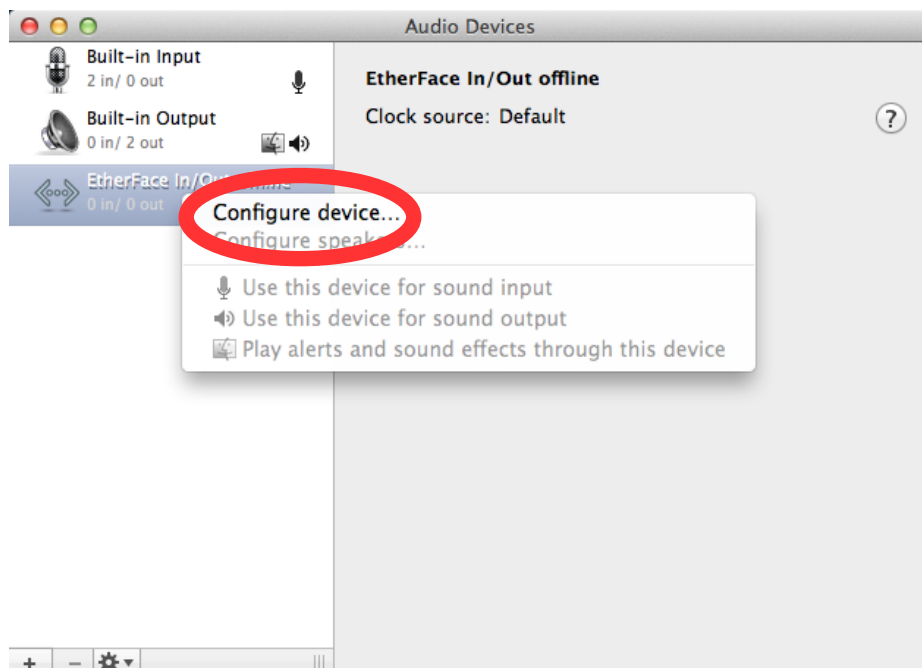 Audio Devices
Built-in Input
2 in/ 0 out
Built-in Output
0 in/ 2 out
EtherFace In/Out
0 in/ 0 out
EtherFace In/Out offline
Clock source: Default
?
Configure device...
Configure
Use this device for sound input
Use this device for sound output
Play alerts and sound effects through this device
+
-